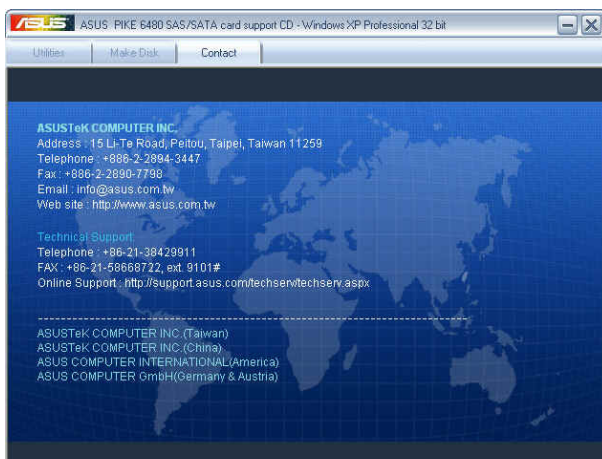 ASUS ASUS PIKE 6480 SAS/SATA card support CD - Windows XP Professional 32 bit
Utilities Make Disk Contact
ASUSTeK COMPUTER INC.
Address : 15 Li-Te Road, Peitou, Taipei, Taiwan 11259
Telephone : +886-2-2894-3447
Fax : +886-2-2890-7798
Email : info@asus.com.tw
Web site : http://www.asus.com.tw
Technical Support:
Telephone : +86-21-38429911
FAX : +86-21-58668722, ext. 9101#
Online Support : http://support.asus.com/techserv/techserv.aspx
ASUSTeK COMPUTER INC.(Taiwan)
ASUSTeK COMPUTER INC.(China)
ASUS COMPUTER INTERNATIONAL(America)
ASUS COMPUTER GmbH(Germany & Austria)